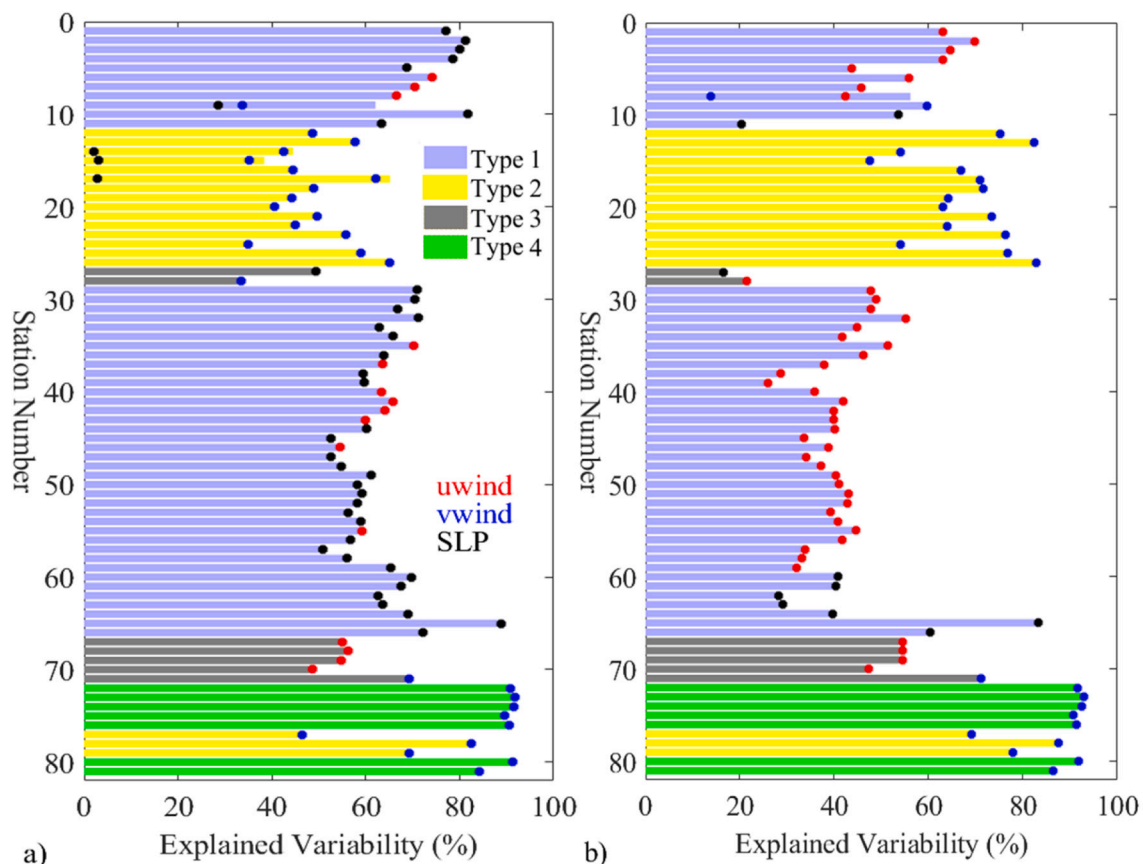 0
10
20
30
40
50
60
70
80
Station Number
Type 1
Type 2
Type 3
Type 4
uwind
vwind
SLP
0 20 40 60 80 100
Explained Variability (%)
a)
0
10
20
30
40
50
60
70
80
Station Number
0 20 40 60 80 100
Explained Variability (%)
b)